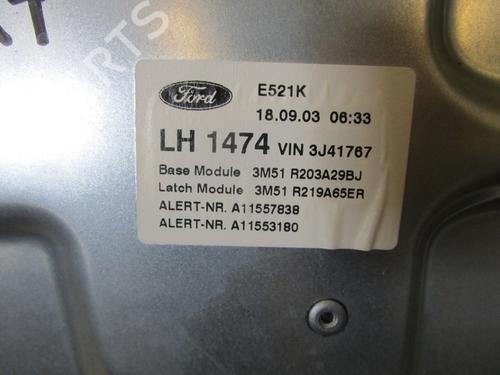 Ford
E521K
18.09.03 06:33
LH 1474 VIN 3J41767
Base Module 3M51 R203A29BJ
Latch Module 3M51 R219A65ER
ALERT-NR. A11557838
ALERT-NR. A11553180